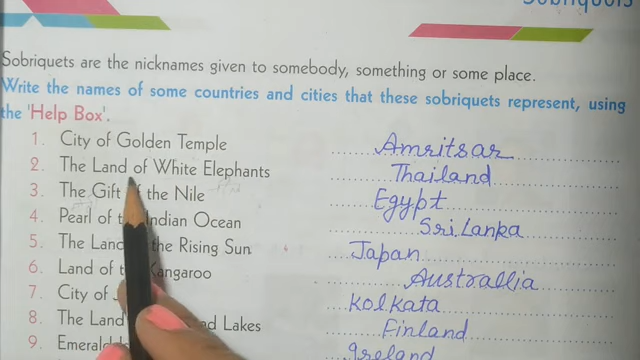 Sobriquets
Sobriquets are the nicknames given to somebody, something or some place.
Write the names of some countries and cities that these sobriquets represent, using
the 'Help Box'.
1. City of Golden Temple Amritsar
2. The Land of White Elephants Thailand
3. The Gift of the Nile Egypt
4. Pearl of the Indian Ocean Sri Lanka
5. The Land the Rising Sun Japan
6. Land of Kangaroo Australlia
7. City of Kolkata
8. The Land Lakes Finland
9. Emerald Ireland